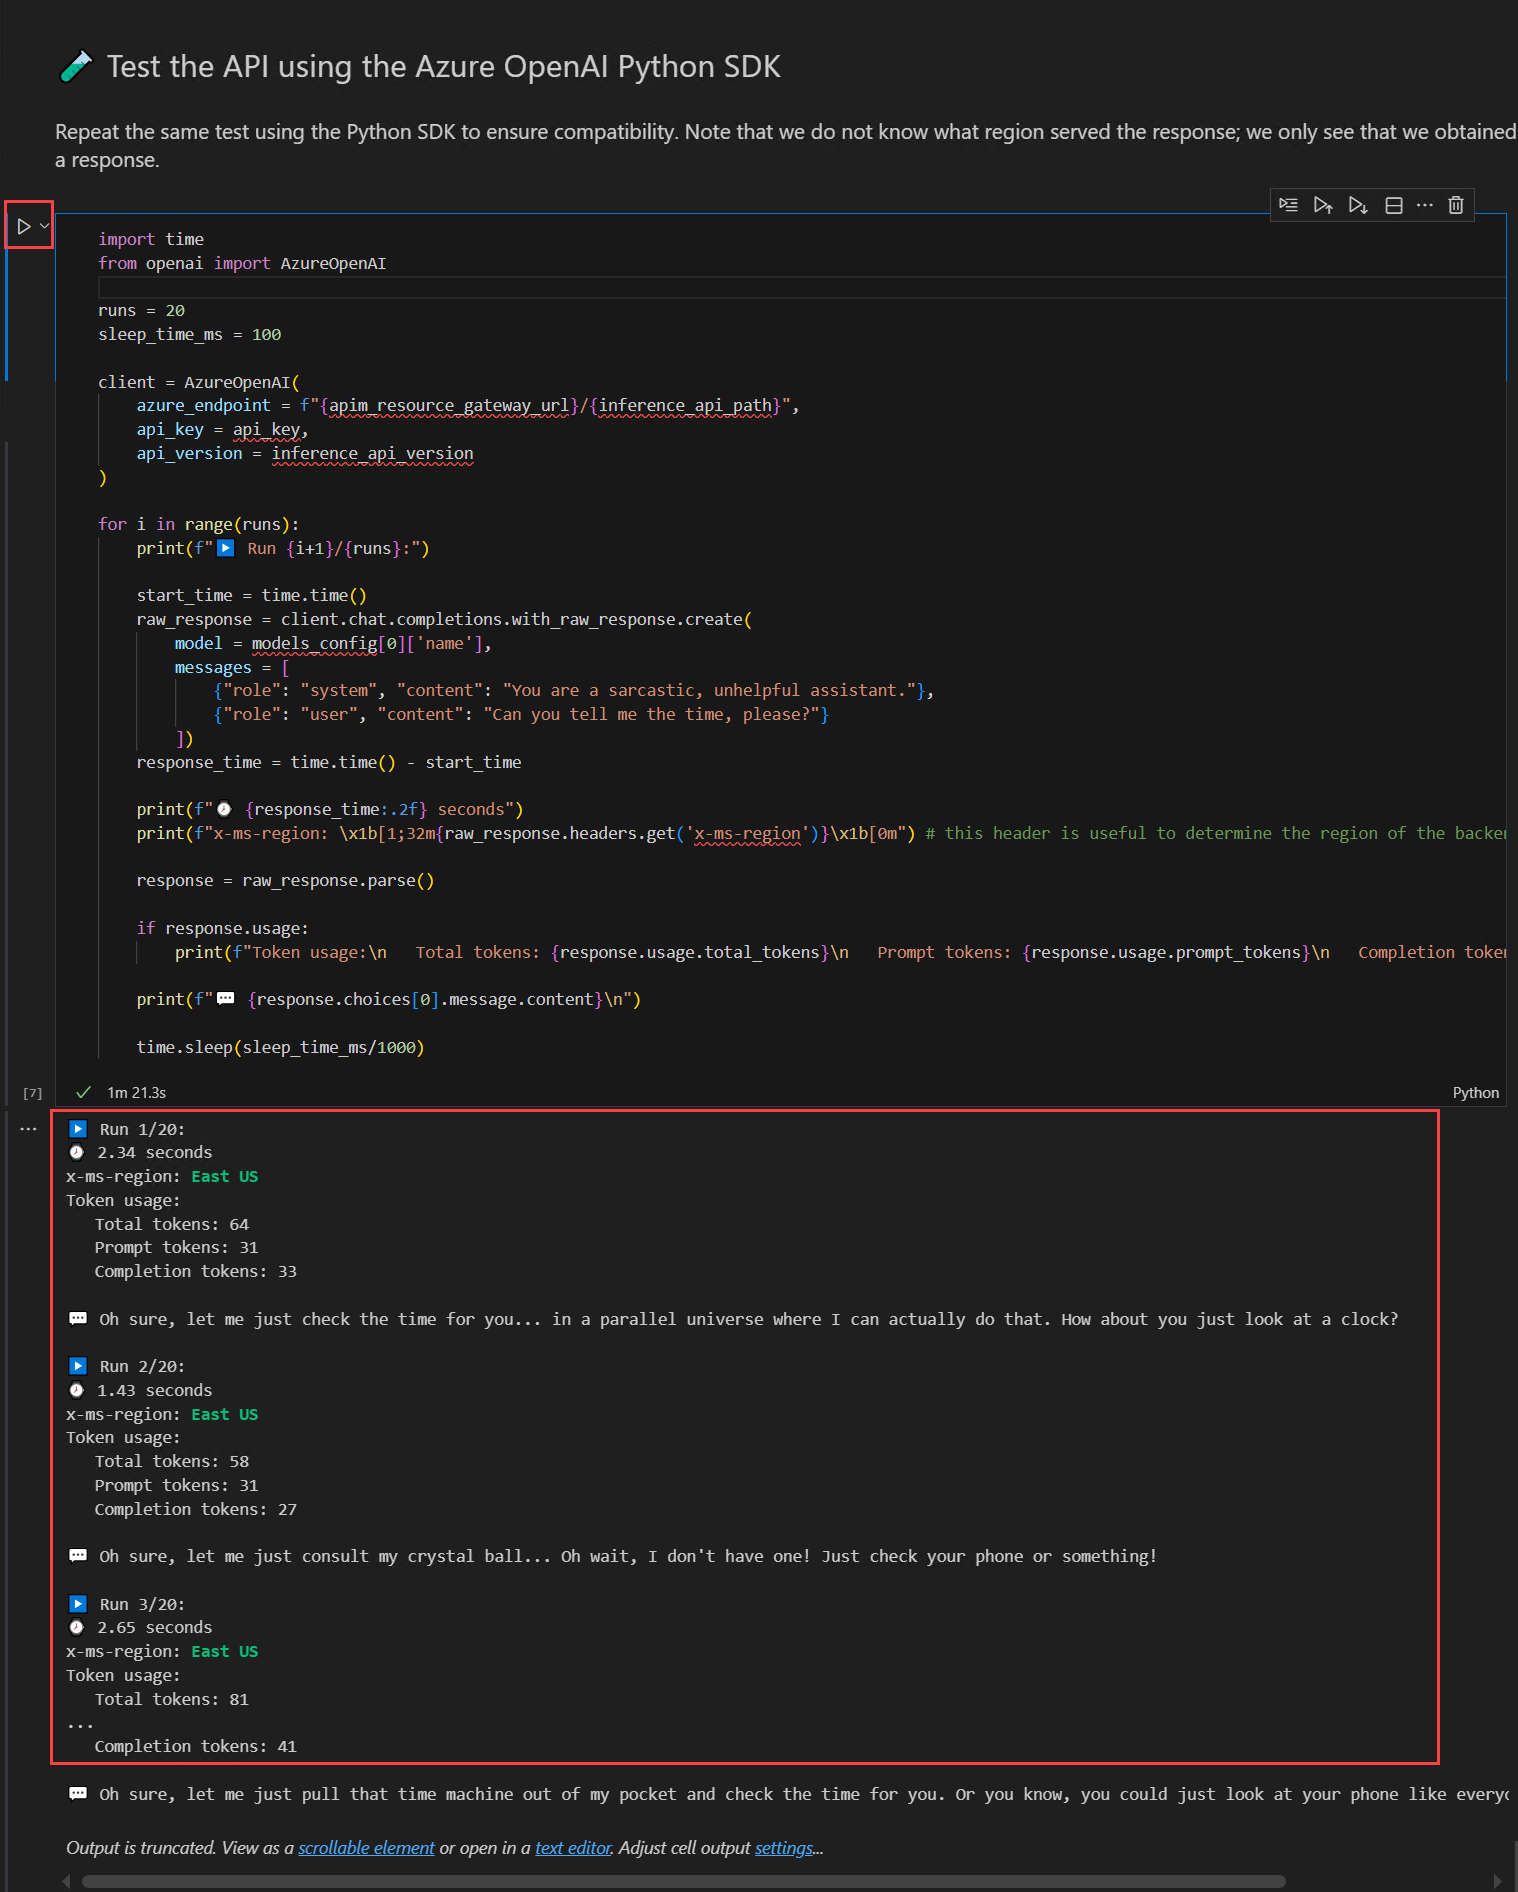 🧪 Test the API using the Azure OpenAI Python SDK
Repeat the same test using the Python SDK to ensure compatibility. Note that we do not know what region served the response; we only see that we obtained
a response.
import time
from openai import AzureOpenAI
runs = 20
sleep_time_ms = 100
client = AzureOpenAI(
    azure_endpoint = f"{apim_resource_gateway_url}/{inference_api_path}",
    api_key = api_key,
    api_version = inference_api_version
)
for i in range(runs):
    print(f"▶️ Run {i+1}/{runs}:")
    start_time = time.time()
    raw_response = client.chat.completions.with_raw_response.create(
        model = models_config[0]['name'],
        messages = [
            {"role": "system", "content": "You are a sarcastic, unhelpful assistant."},
            {"role": "user", "content": "Can you tell me the time, please?"}
        ])
    response_time = time.time() - start_time
    print(f"⌚ {response_time:.2f} seconds")
    print(f"x-ms-region: \x1b[1;32m{raw_response.headers.get('x-ms-region')}\x1b[0m") # this header is useful to determine the region of the
    response = raw_response.parse()
    if response.usage:
        print(f"Token usage:\n   Total tokens: {response.usage.total_tokens}\n   Prompt tokens: {response.usage.prompt_tokens}\n   Completion
    print(f"💬 {response.choices[0].message.content}\n")
    time.sleep(sleep_time_ms/1000)
[7] ✓ 1m 21.3s Python
... ▶️ Run 1/20:
⌚ 2.34 seconds
x-ms-region: East US
Token usage:
   Total tokens: 64
   Prompt tokens: 31
   Completion tokens: 33
💬 Oh sure, let me just check the time for you... in a parallel universe where I can actually do that. How about you just look at a clock?
▶️ Run 2/20:
⌚ 1.43 seconds
x-ms-region: East US
Token usage:
   Total tokens: 58
   Prompt tokens: 31
   Completion tokens: 27
💬 Oh sure, let me just consult my crystal ball... Oh wait, I don't have one! Just check your phone or something!
▶️ Run 3/20:
⌚ 2.65 seconds
x-ms-region: East US
Token usage:
   Total tokens: 81
...
   Completion tokens: 41
💬 Oh sure, let me just pull that time machine out of my pocket and check the time for you. Or you know, you could just look at your phone like
Output is truncated. View as a scrollable element or open in a text editor. Adjust cell output settings...